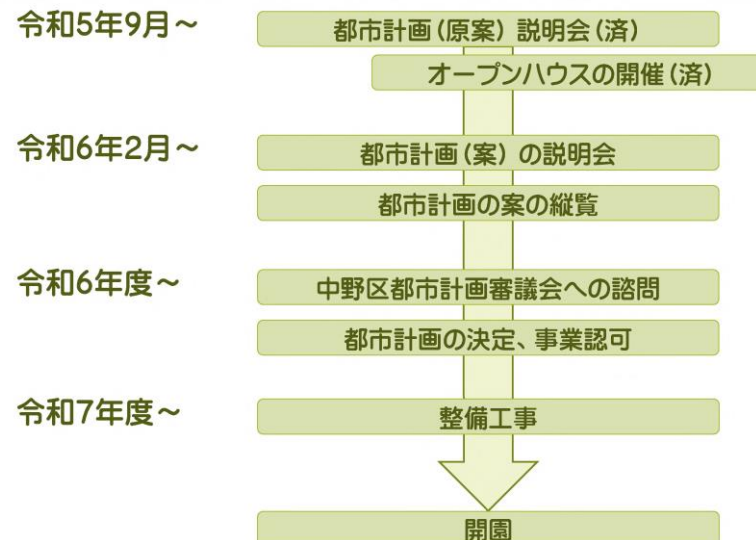 令和5年9月～
都市計画(原案)説明会(済)
オープンハウスの開催(済)
令和6年2月～
都市計画(案)の説明会
都市計画の案の縦覧
令和6年度～
中野区都市計画審議会への諮問
都市計画の決定、事業認可
令和7年度～
整備工事
開園